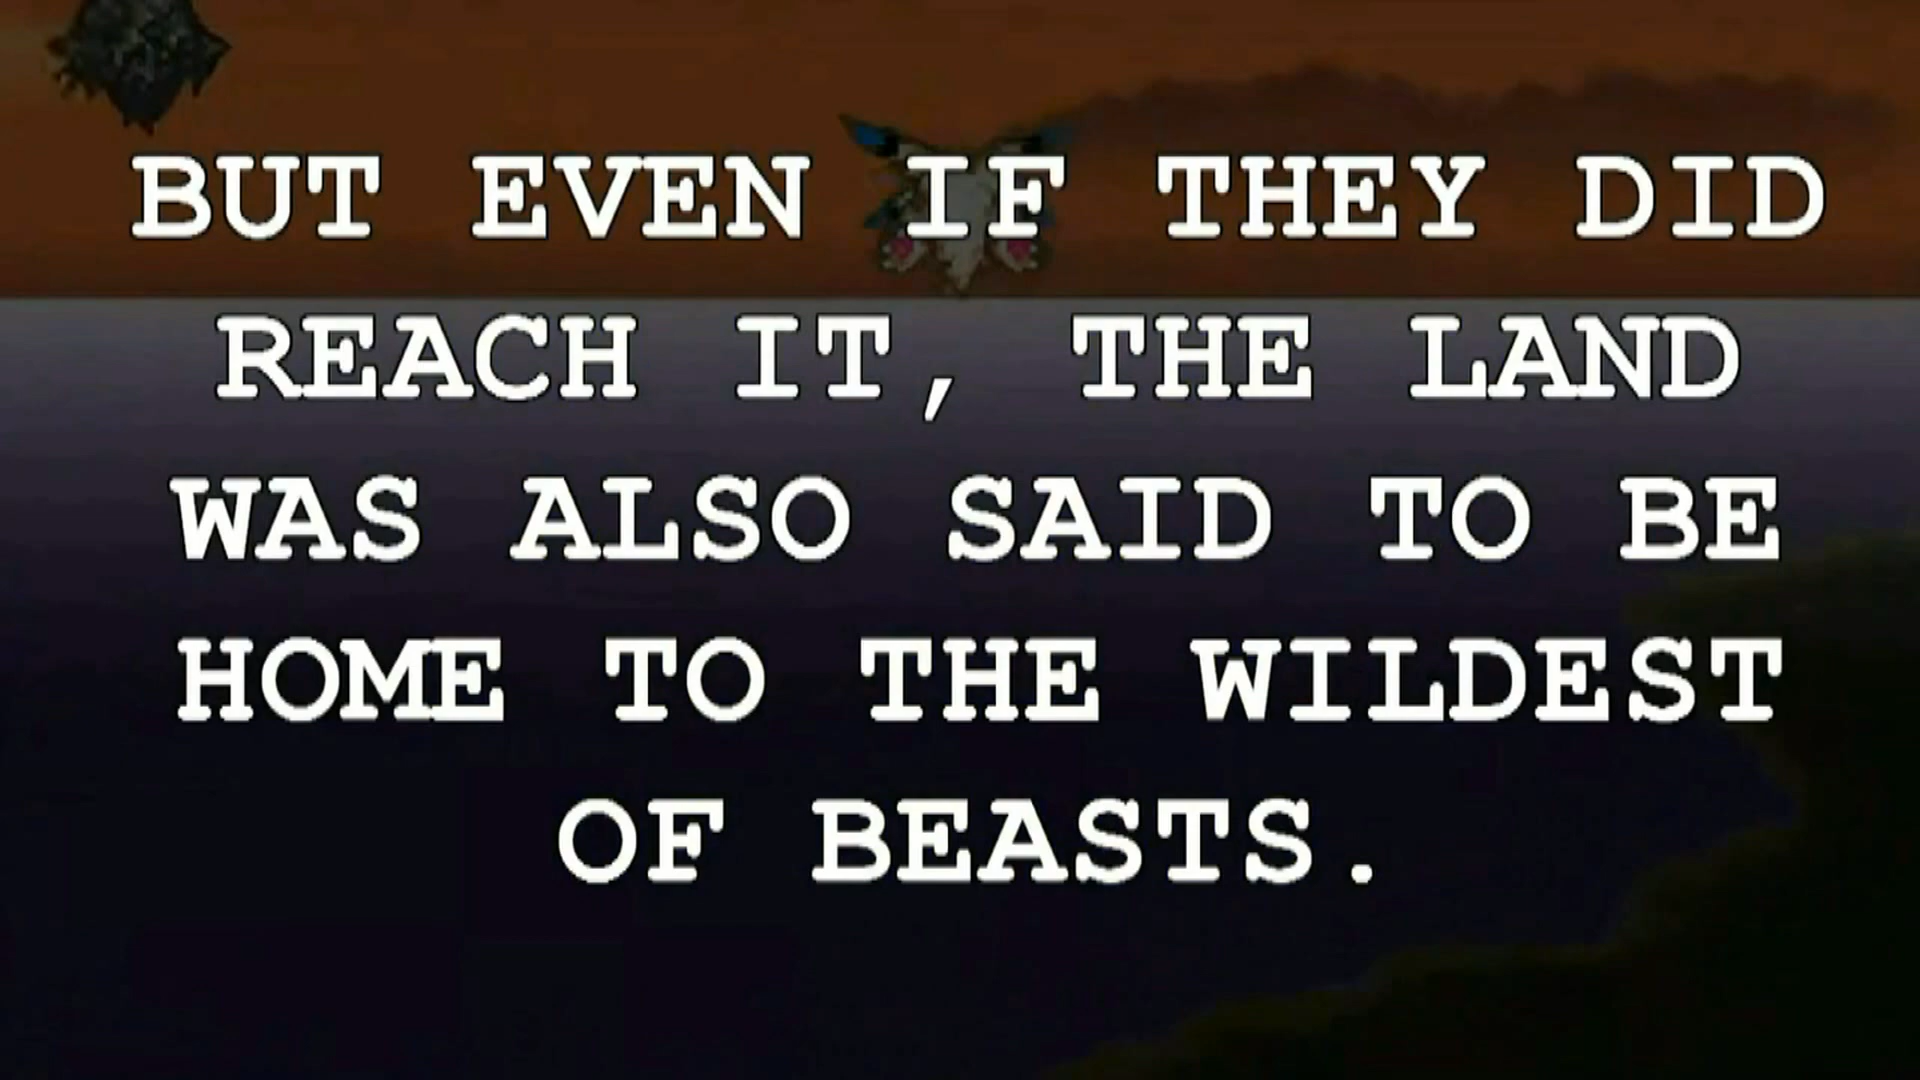 BUT EVEN IF THEY DID
REACH IT, THE LAND
WAS ALSO SAID TO BE
HOME TO THE WILDEST
OF BEASTS.